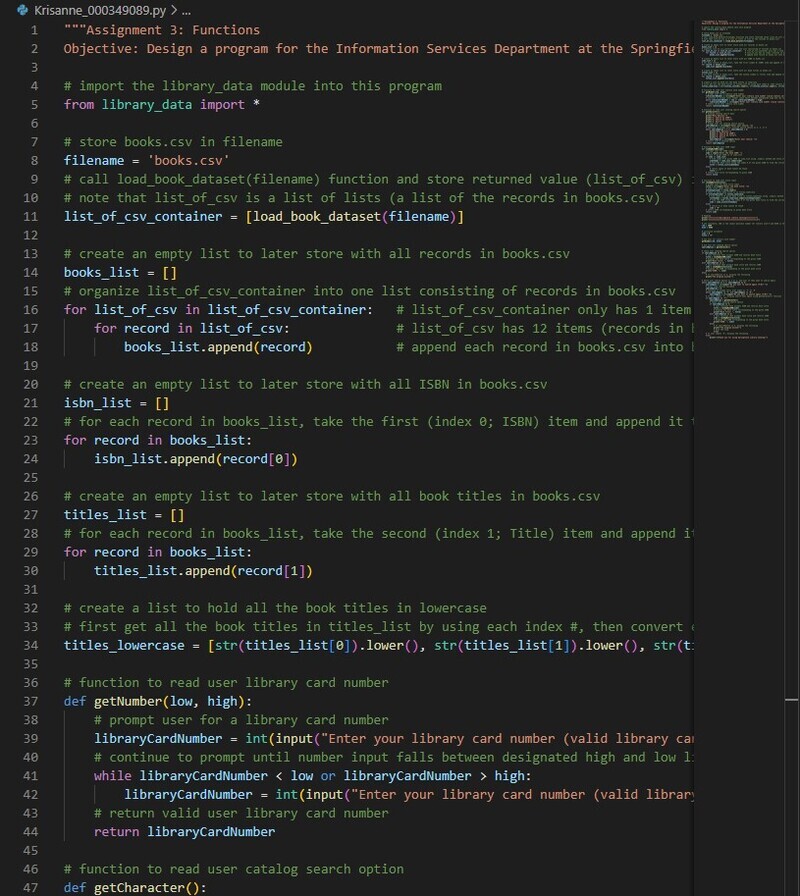 Krisanne_000349089.py > ...
1 """Assignment 3: Functions
2 Objective: Design a program for the Information Services Department at the Springfi
3
4 # import the library_data module into this program
5 from library_data import *
6
7 # store books.csv in filename
8 filename = 'books.csv'
9 # call load_book_dataset(filename) function and store returned value (list_of_csv)
10 # note that list_of_csv is a list of lists (a list of the records in books.csv)
11 list_of_csv_container = [load_book_dataset(filename)]
12
13 # create an empty list to later store with all records in books.csv
14 books_list = []
15 # organize list_of_csv_container into one list consisting of records in books.csv
16 for list_of_csv in list_of_csv_container:   # list_of_csv_container only has 1 item
17     for record in list_of_csv:              # list_of_csv has 12 items (records in
18         books_list.append(record)           # append each record in books.csv into
19
20 # create an empty list to later store with all ISBN in books.csv
21 isbn_list = []
22 # for each record in books_list, take the first (index 0; ISBN) item and append it
23 for record in books_list:
24     isbn_list.append(record[0])
25
26 # create an empty list to later store with all book titles in books.csv
27 titles_list = []
28 # for each record in books_list, take the second (index 1; Title) item and append it
29 for record in books_list:
30     titles_list.append(record[1])
31
32 # create a list to hold all the book titles in lowercase
33 # first get all the book titles in titles_list by using each index #, then convert
34 titles_lowercase = [str(titles_list[0]).lower(), str(titles_list[1]).lower(), str(ti
35
36 # function to read user library card number
37 def getNumber(low, high):
38     # prompt user for a library card number
39     libraryCardNumber = int(input("Enter your library card number (valid library car
40     # continue to prompt until number input falls between designated high and low li
41     while libraryCardNumber < low or libraryCardNumber > high:
42         libraryCardNumber = int(input("Enter your library card number (valid library
43     # return valid user library card number
44     return libraryCardNumber
45
46 # function to read user catalog search option
47 def getCharacter():